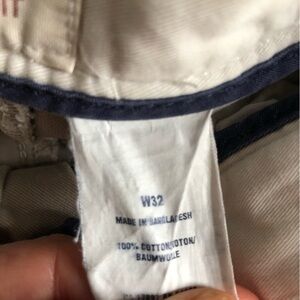 W32
MADE IN BANGLADESH
100% COTTON/COTON/
BAUMWOLLE